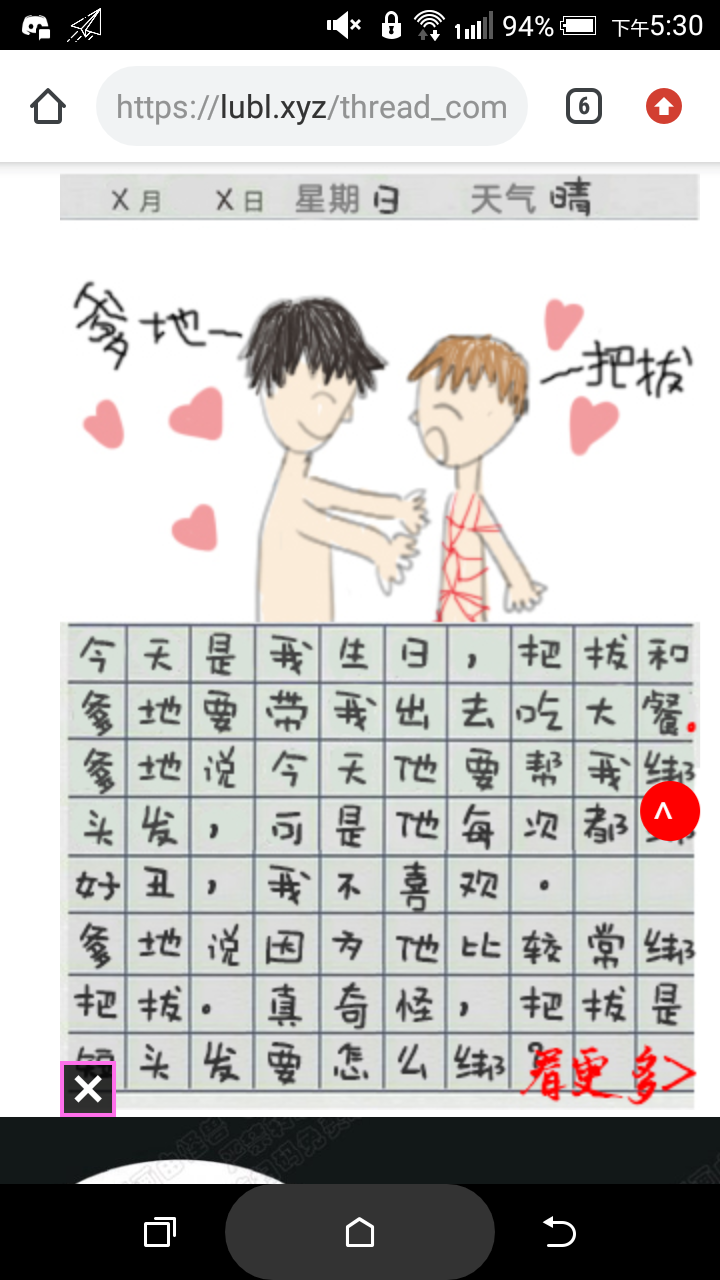 94% 下午5:30
https://lubl.xyz/thread_com
6
X月 X日 星期日 天气晴
爹地
把拔
今天是我生日，把拔和
爹地要带我出去吃大餐
爹地说今天他要帮我绑
头发，可是他每次都
好丑，我不喜欢。
爹地说因为他比较常绑
把拔。真奇怪，把拔是
短头发要怎么绑？
看更多>